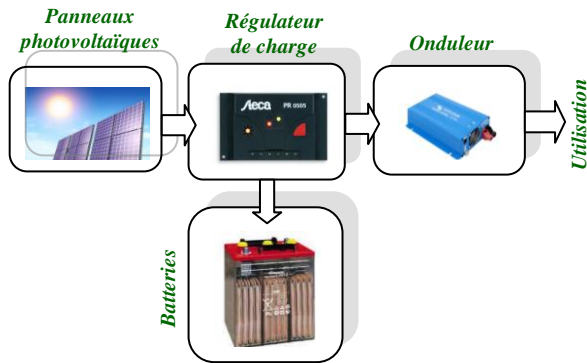 Panneaux
photovoltaïques
Régulateur
de charge
Onduleur
Steca
PR 0505
Utilisation
Batteries